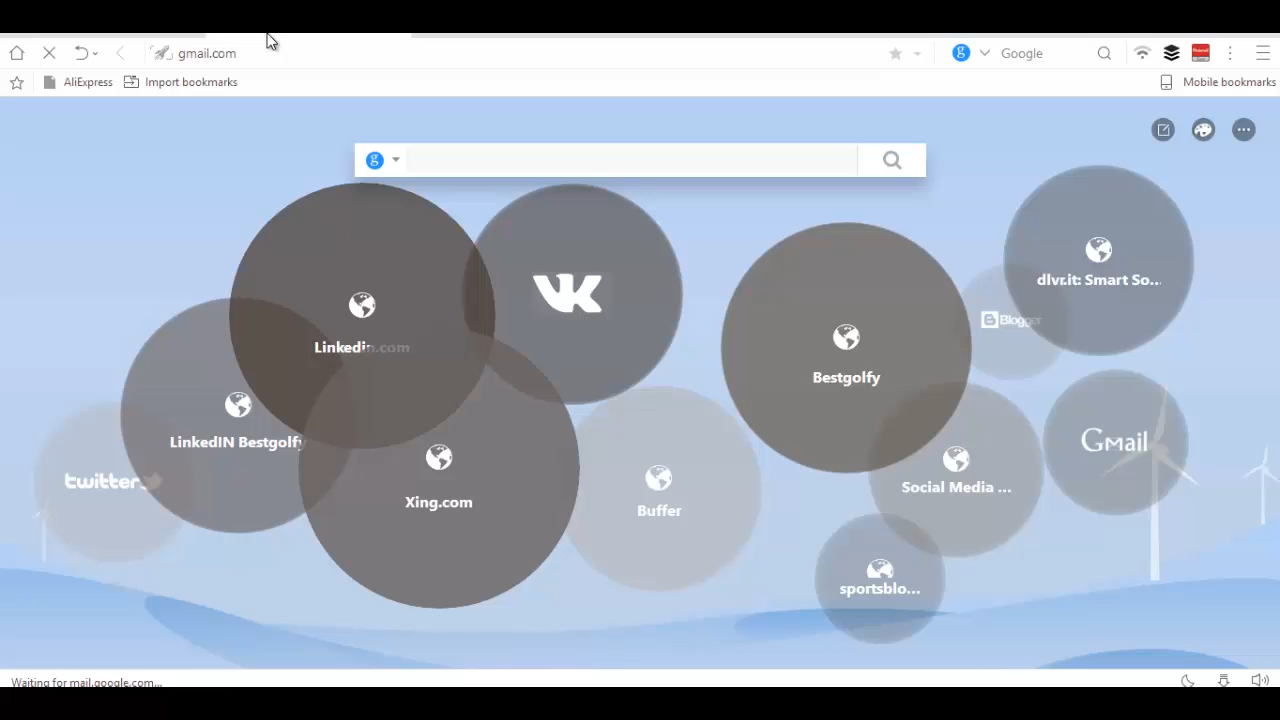 gmail.com
Google
AliExpress
Import bookmarks
Mobile bookmarks
dlvr.it: Smart So...
VK
Blogger
Linkedin.com
Bestgolfy
LinkedIN Bestgolfy
Gmail
twitter
Xing.com
Social Media ...
Buffer
sportsblo...
Waiting for mail.google.com...